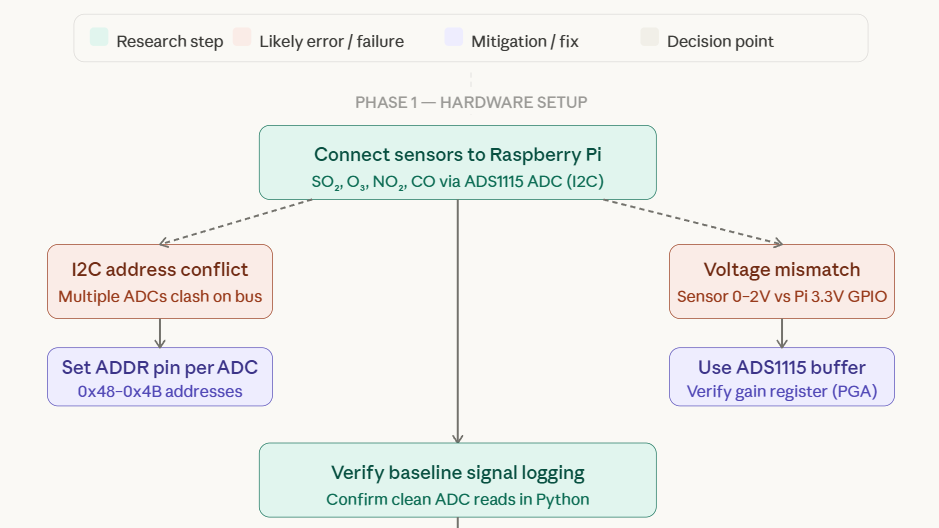 Research step
Likely error / failure
Mitigation / fix
Decision point
PHASE 1 — HARDWARE SETUP
Connect sensors to Raspberry Pi
SO₂, O₃, NO₂, CO via ADS1115 ADC (I2C)
I2C address conflict
Multiple ADCs clash on bus
Voltage mismatch
Sensor 0–2V vs Pi 3.3V GPIO
Set ADDR pin per ADC
0x48–0x4B addresses
Use ADS1115 buffer
Verify gain register (PGA)
Verify baseline signal logging
Confirm clean ADC reads in Python